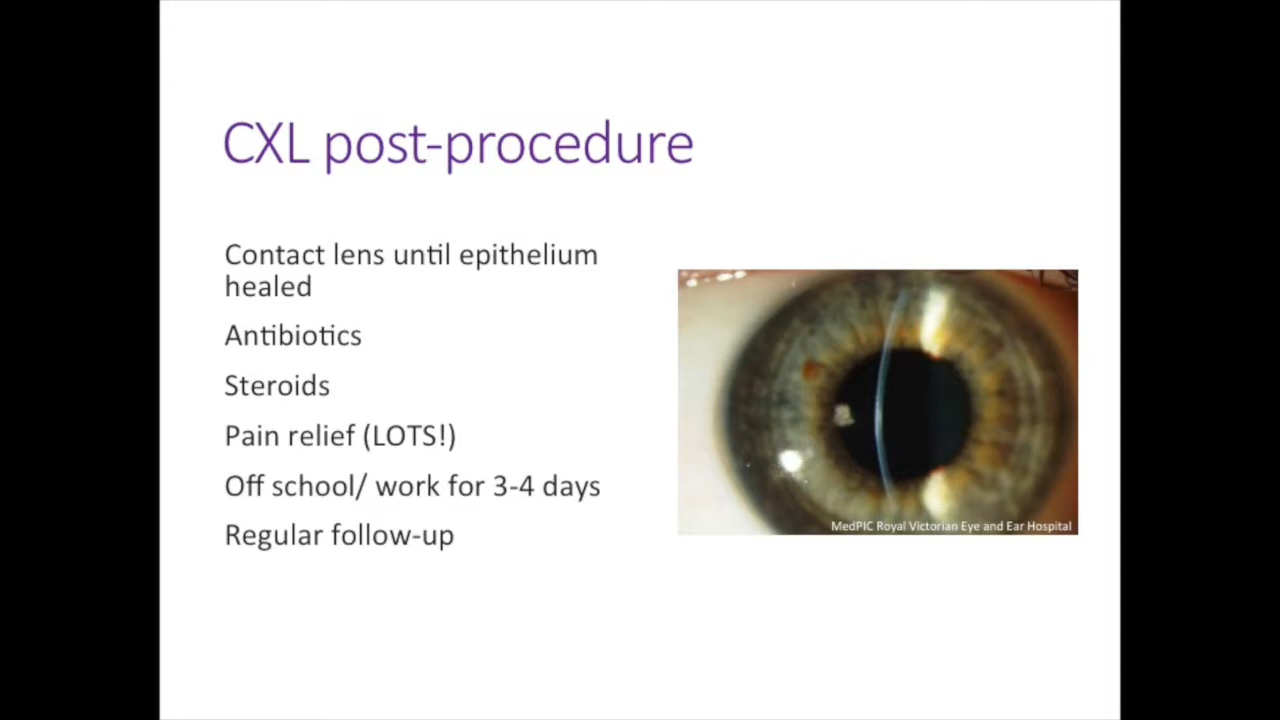 CXL post-procedure
Contact lens until epithelium
healed
Antibiotics
Steroids
Pain relief (LOTS!)
Off school/ work for 3-4 days
Regular follow-up
MedPIC Royal Victorian Eye and Ear Hospital